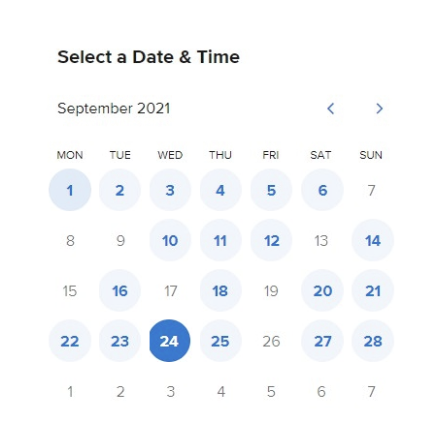 Select a Date & Time
September 2021
MON TUE WED THU FRI SAT SUN
1 2 3 4 5 6 7
8 9 10 11 12 13 14
15 16 17 18 19 20 21
22 23 24 25 26 27 28
1 2 3 4 5 6 7